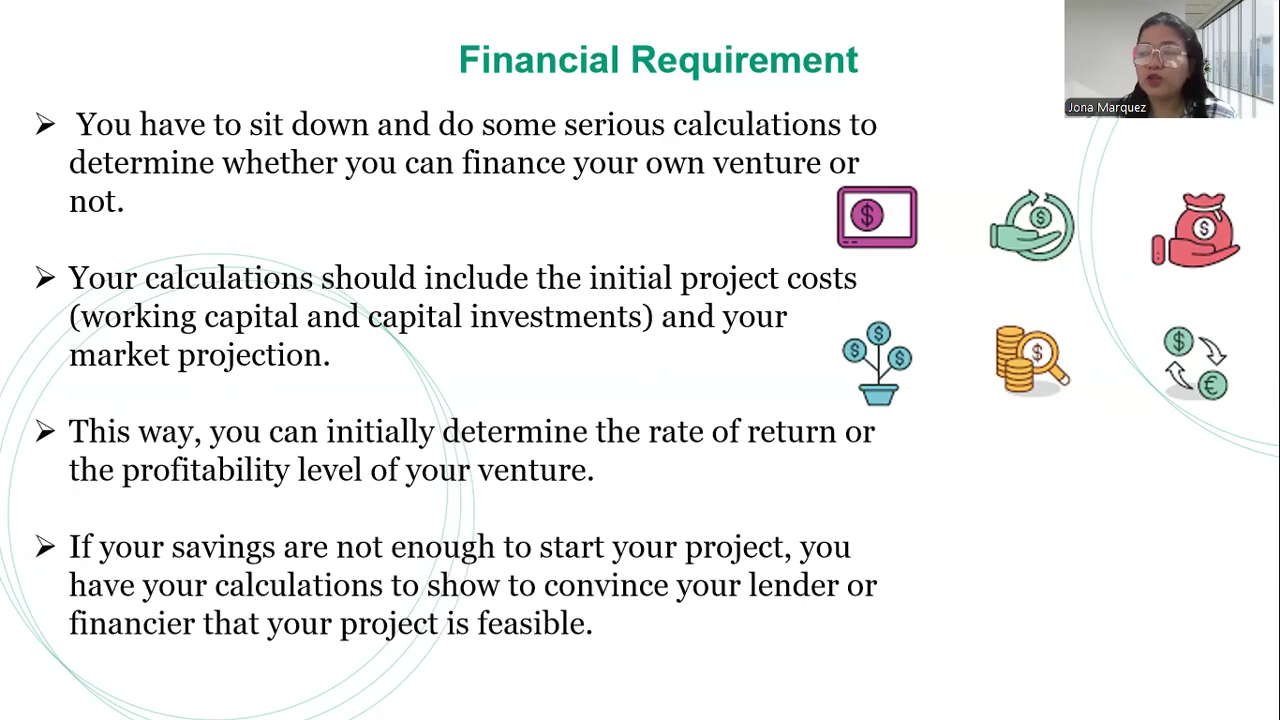 Financial Requirement
Jona Marquez
➢ You have to sit down and do some serious calculations to
determine whether you can finance your own venture or
not.
➢ Your calculations should include the initial project costs
(working capital and capital investments) and your
market projection.
➢ This way, you can initially determine the rate of return or
the profitability level of your venture.
➢ If your savings are not enough to start your project, you
have your calculations to show to convince your lender or
financier that your project is feasible.
$
$
$
$ $ $
$
$
€